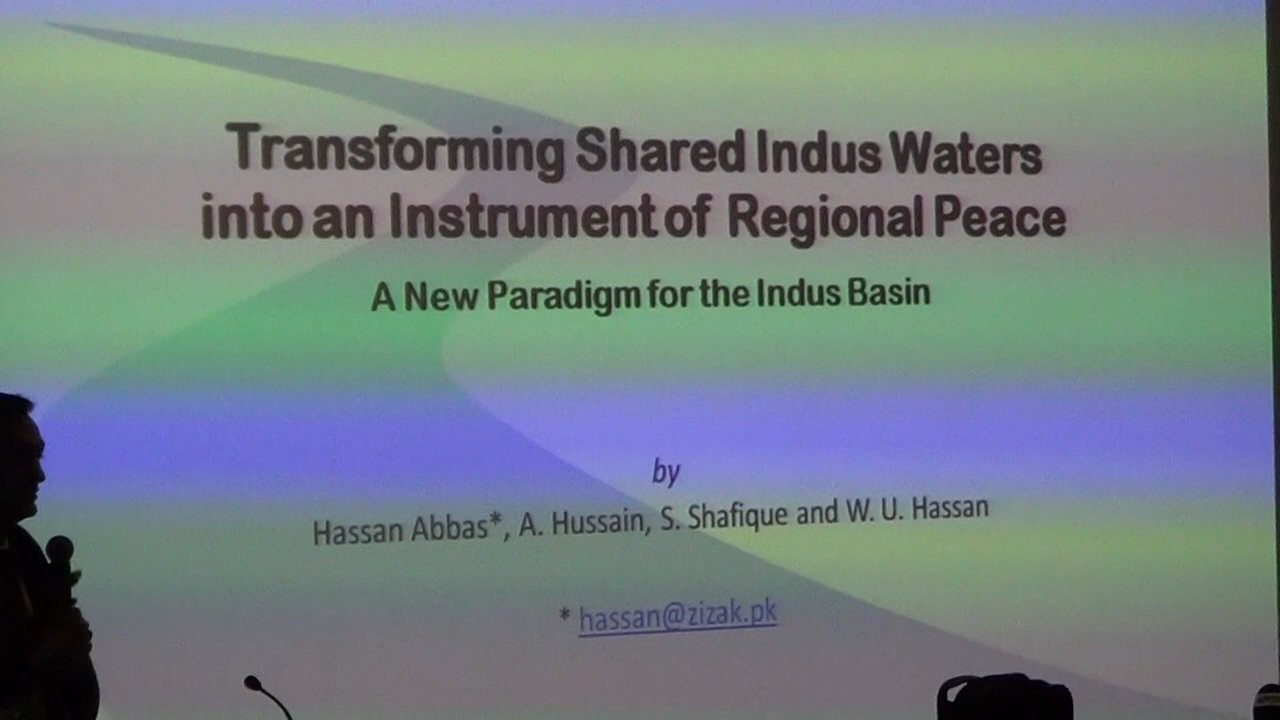 Transforming Shared Indus Waters
into an Instrument of Regional Peace
A New Paradigm for the Indus Basin
by
Hassan Abbas*, A. Hussain, S. Shafique and W. U. Hassan
* hassan@zizak.pk